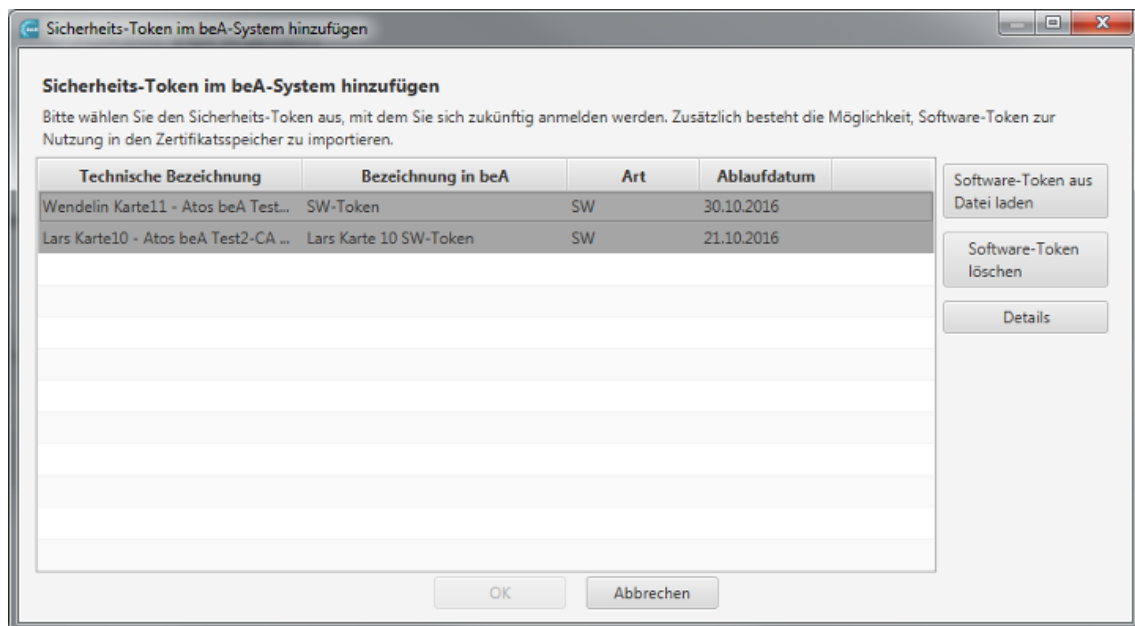 Sicherheits-Token im beA-System hinzufügen
Sicherheits-Token im beA-System hinzufügen
Bitte wählen Sie den Sicherheits-Token aus, mit dem Sie sich zukünftig anmelden werden. Zusätzlich besteht die Möglichkeit, Software-Token zur
Nutzung in den Zertifikatsspeicher zu importieren.
Technische Bezeichnung Bezeichnung in beA Art Ablaufdatum
Wendelin Karte11 - Atos beA Test... SW-Token SW 30.10.2016
Lars Karte10 - Atos beA Test2-CA ... Lars Karte 10 SW-Token SW 21.10.2016
Software-Token aus
Datei laden
Software-Token
löschen
Details
OK Abbrechen